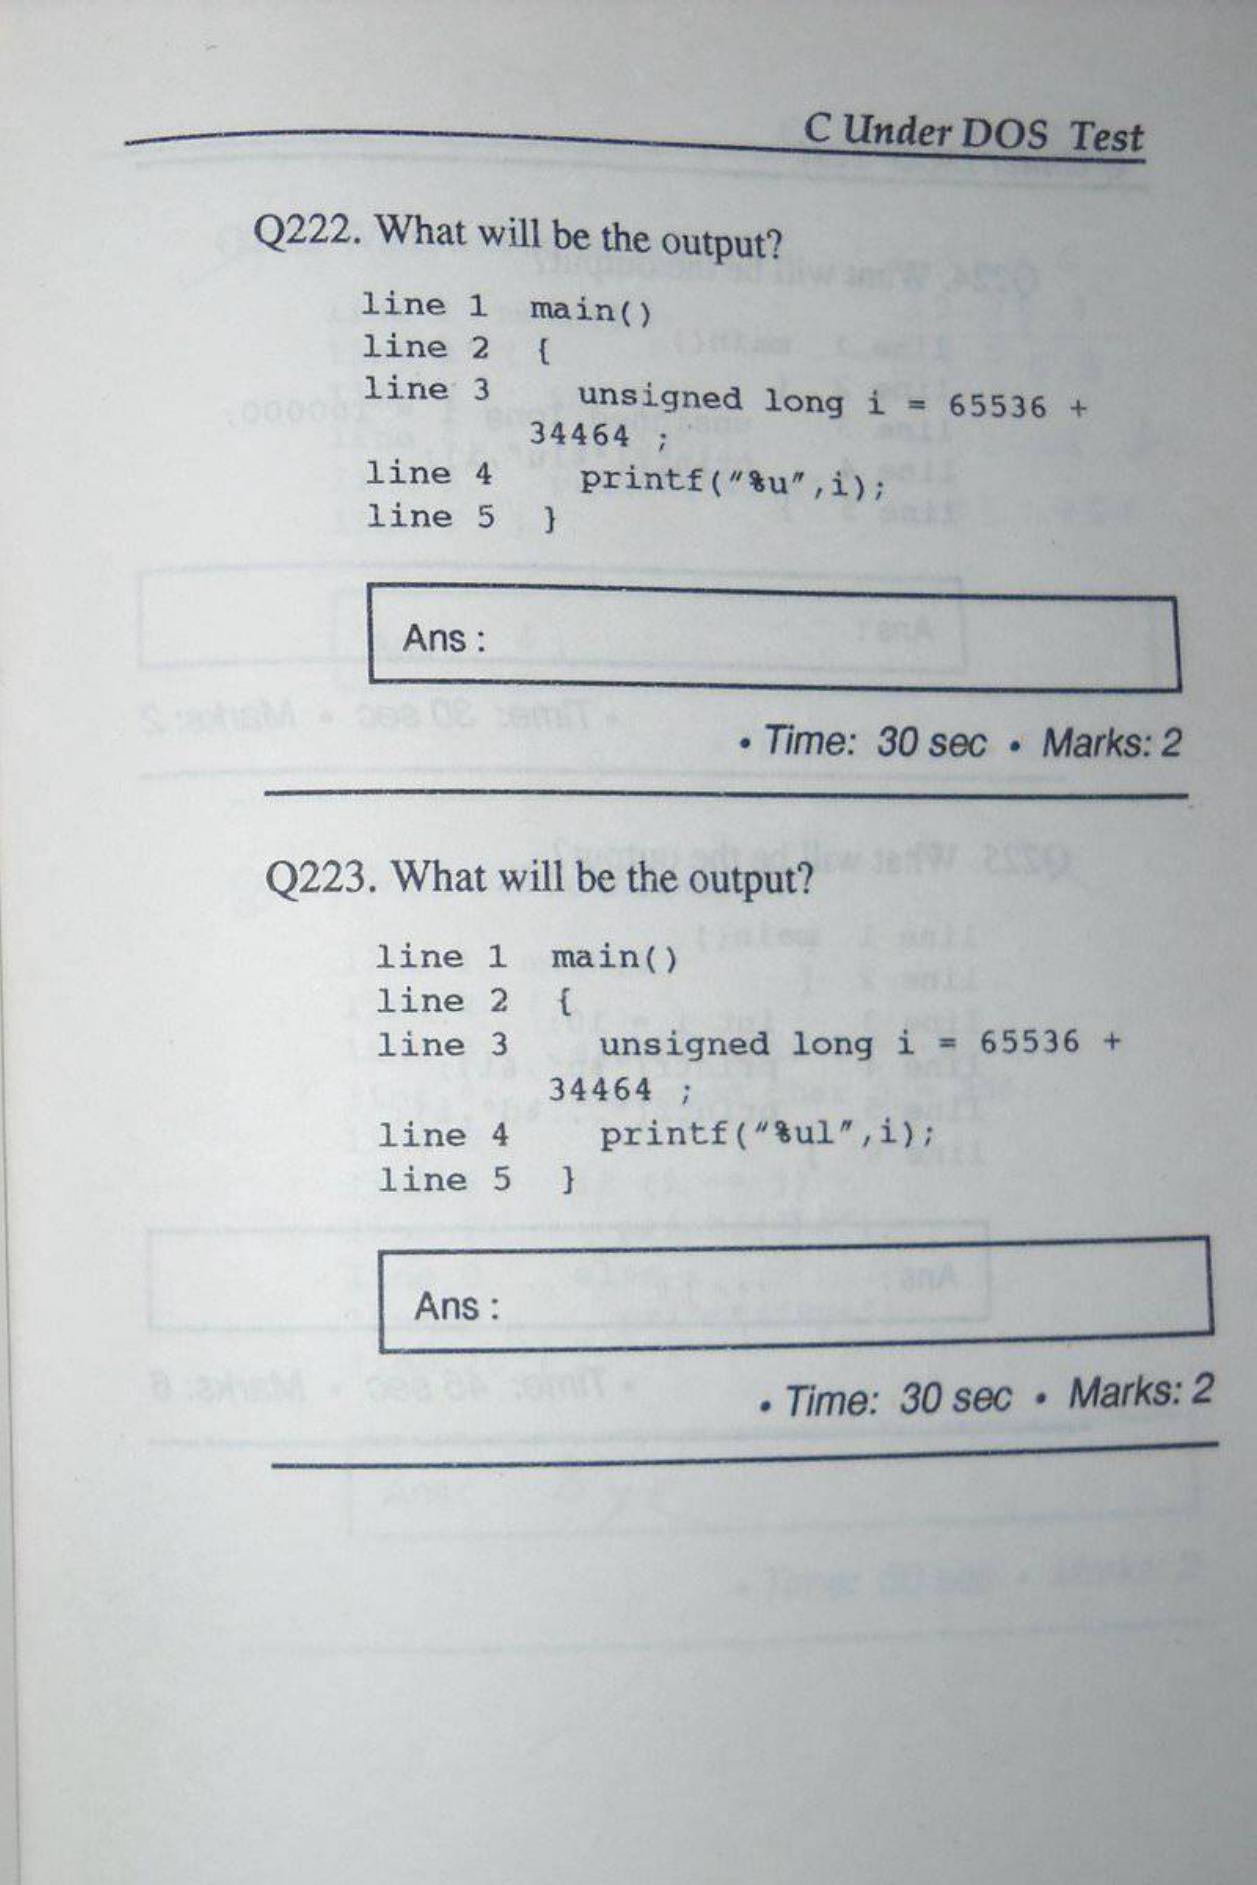 C Under DOS Test
Q222. What will be the output?
line 1 main()
line 2 {
line 3 unsigned long i = 65536 +
34464 ;
line 4 printf("%u",i);
line 5 }
Ans :
• Time: 30 sec • Marks: 2
Q223. What will be the output?
line 1 main()
line 2 {
line 3 unsigned long i = 65536 +
34464 ;
line 4 printf("%ul",i);
line 5 }
Ans :
• Time: 30 sec • Marks: 2